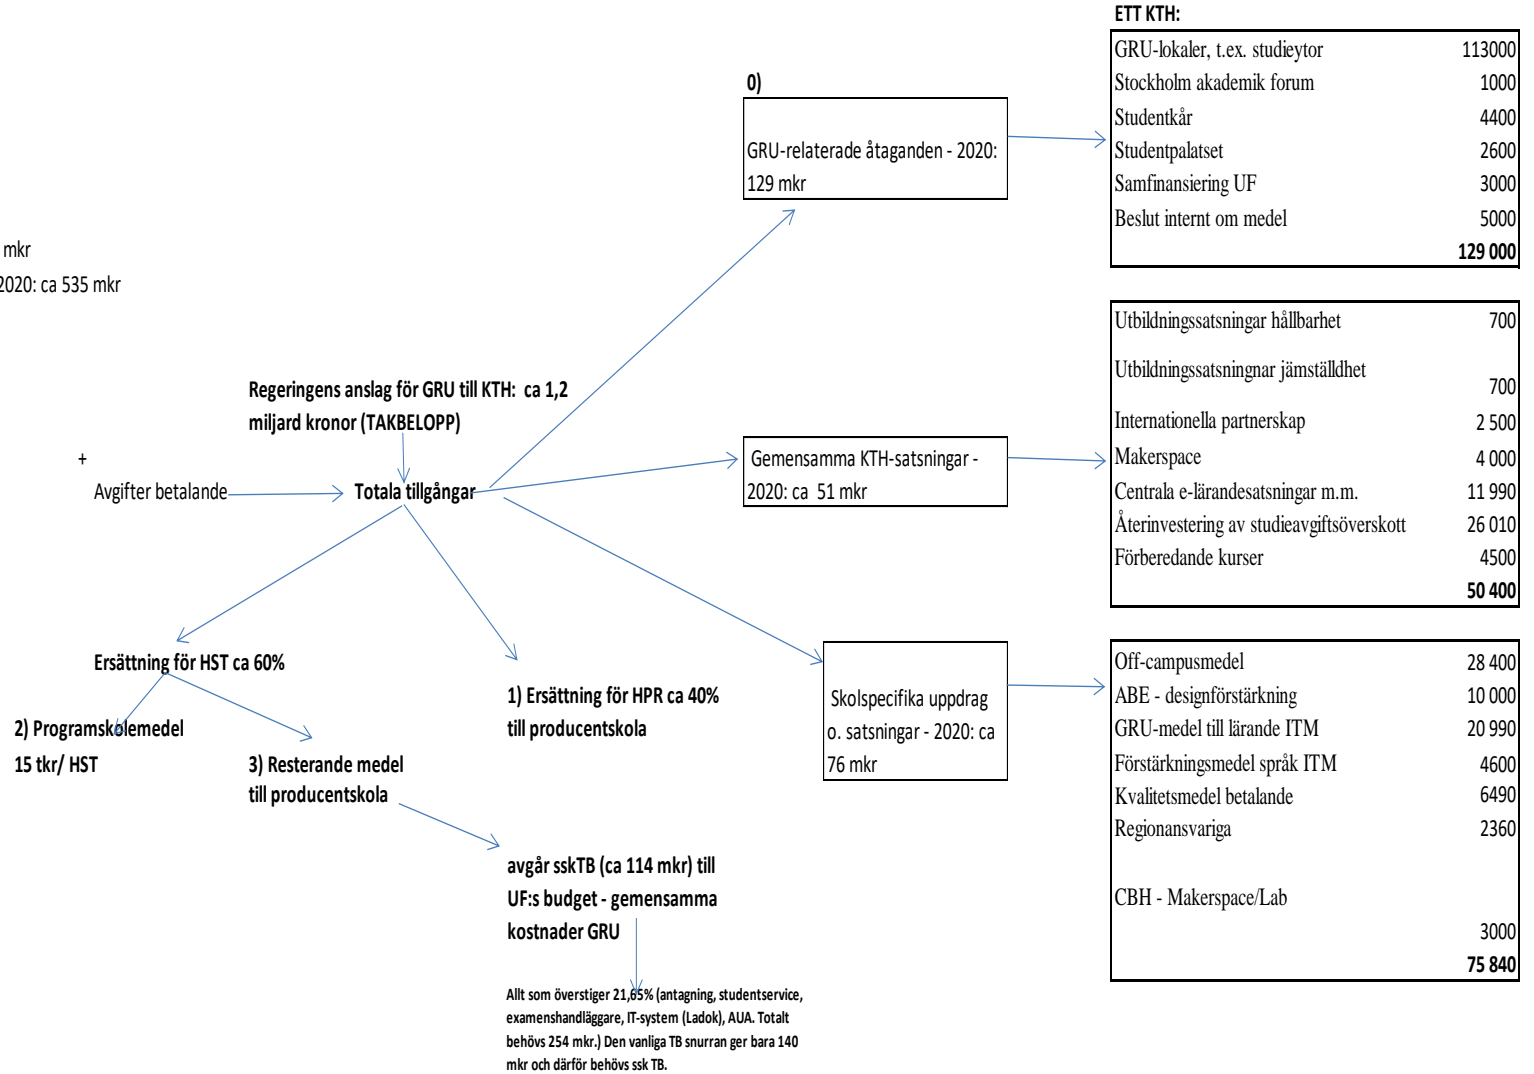 ETT KTH:
GRU-lokaler, t.ex. studieytor 113000
Stockholm akademik forum 1000
Studentkår 4400
Studentpalatset 2600
Samfinansiering UF 3000
Beslut internt om medel 5000
129 000
0)
GRU-relaterade åtaganden - 2020:
129 mkr
mkr
2020: ca 535 mkr
Regeringens anslag för GRU till KTH: ca 1,2
miljard kronor (TAKBELOPP)
+
Avgifter betalande
Totala tillgångar
Gemensamma KTH-satsningar -
2020: ca 51 mkr
Utbildningssatsningar hållbarhet 700
Utbildningssatsningnar jämställdhet
700
Internationella partnerskap 2 500
Makerspace 4 000
Centrala e-lärandesatsningar m.m. 11 990
Återinvestering av studieavgiftsöverskott 26 010
Förberedande kurser 4500
50 400
Ersättning för HST ca 60%
2) Programskolemedel
15 tkr/ HST
3) Resterande medel
till producentskola
1) Ersättning för HPR ca 40%
till producentskola
Skolspecifika uppdrag
o. satsningar - 2020: ca
76 mkr
Off-campusmedel 28 400
ABE - designförstärkning 10 000
GRU-medel till lärande ITM 20 990
Förstärkningsmedel språk ITM 4600
Kvalitetsmedel betalande 6490
Regionansvariga 2360
CBH - Makerspace/Lab
3000
75 840
avgår sskTB (ca 114 mkr) till
UF:s budget - gemensamma
kostnader GRU
Allt som överstiger 21,65% (antagning, studentservice,
examenshandläggare, IT-system (Ladok), AUA. Totalt
behövs 254 mkr.) Den vanliga TB snurran ger bara 140
mkr och därför behövs ssk TB.